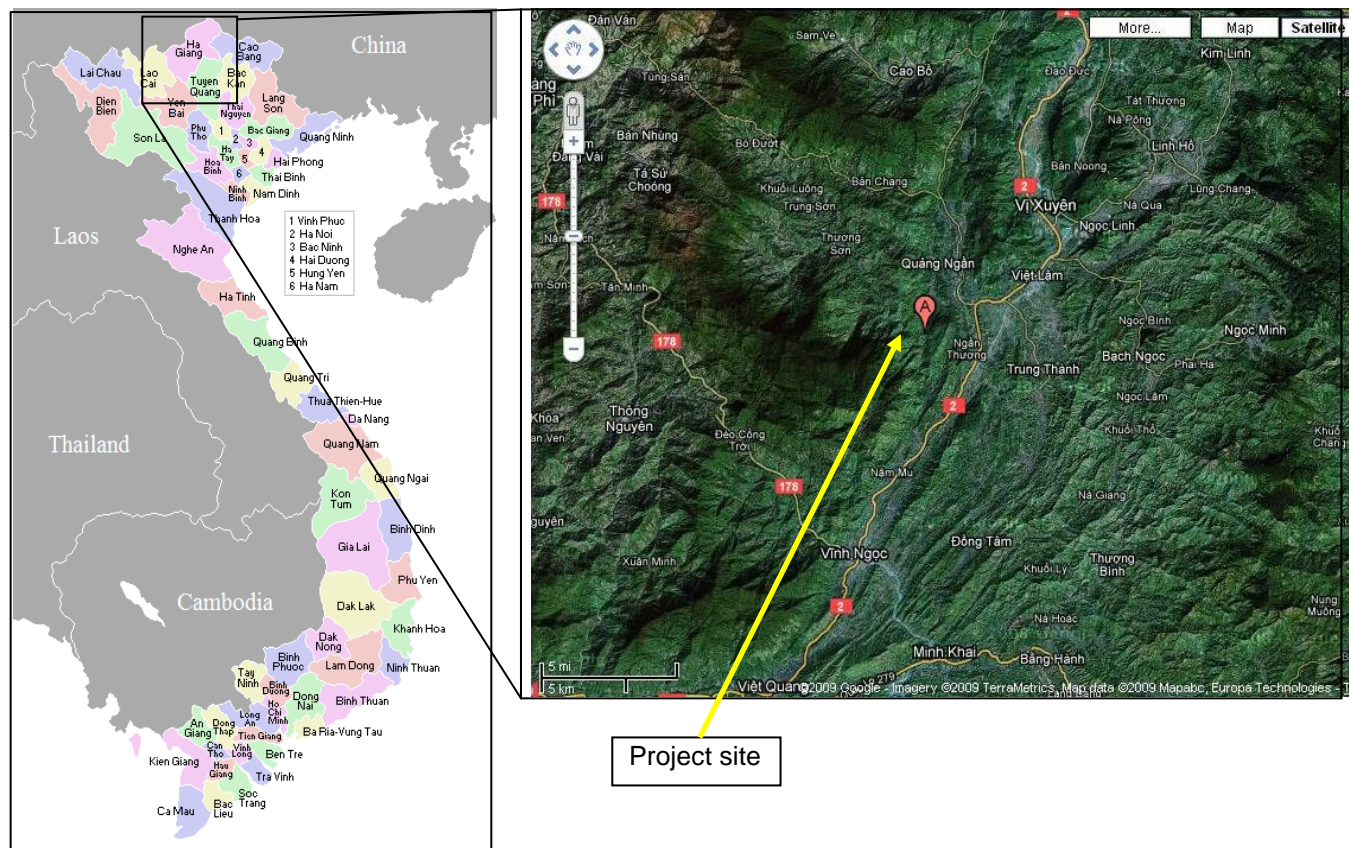 China
Ha
Giang
Cao
Bang
Lai Chau
Lao
Cai
Tuyen
Quang
Bac
Kan
Lang
Son
Dien
Bien
Yen
Bai
Thai
Nguyen
Son La
Phu
Tho
1
2
3
Bac Giang
Quang Ninh
Ha
Tay
4
5
Hai Phong
Hoa
Binh
6
Thai Binh
Ninh
Binh
Nam Dinh
Thanh Hoa
1 Vinh Phuc
2 Ha Noi
3 Bac Ninh
4 Hai Duong
5 Hung Yen
6 Ha Nam
Laos
Nghe An
Ha Tinh
Quang Binh
Quang Tri
Thua Thien-Hue
Da Nang
Thailand
Quang Nam
Quang Ngai
Kon
Tum
Binh Dinh
Gia Lai
Phu Yen
Cambodia
Dak Lak
Khanh Hoa
Dak
Nong
Binh
Phuoc
Lam Dong
Ninh Thuan
Tay
Ninh
Binh
Duong
Dong
Nai
Binh Thuan
Ho
Chi
Minh
Long
An
An
Giang
Dong
Thap
Tien Giang
Ba Ria-Vung Tau
Can
Tho
Vinh
Long
Ben Tre
Kien Giang
Hau
Giang
Tra Vinh
Soc
Trang
Ca Mau
Bac
Lieu
2
More...
Map
Satellite
Đán Ván
Sam Ve
Kim Linh
Tùng Sán
Cao Bồ
Đạo Đức
Phì
Tát Thượng
Nà Pồng
Bản Nhùng
Bó Đướt
Linh Hồ
Đảng Vải
Bản Noong
Tả Sử
Choóng
Khuổi Luông
Bản Chang
2
Lũng Chang
178
Trung Sơn
Vị Xuyên
Nà Qua
Ngọc Linh
Thượng
Sơn
Quảng Ngần
Việt Lâm
Tân Minh
A
Ngọc Bình
Ngọc Minh
178
Ngần
Thượng
Bạch Ngọc
Phai Hạ
Trung Thành
Ngọc Lâm
Khóa
2
Thông
Nguyên
Khuổi Thổ
Đèo Cổng
Trời
Nậm Mu
178
Nà Giang
Đồng Tâm
Vĩnh Ngọc
Thượng
Bình
Xuân Minh
Khuổi Lý
2
Nà Hoác
Minh Khai
Bằng Hành
5 mi
5 km
Việt Quang
279
©2009 Google - Imagery ©2009 TerraMetrics, Map data ©2009 Mapabc, Europa Technologies - T
Project site